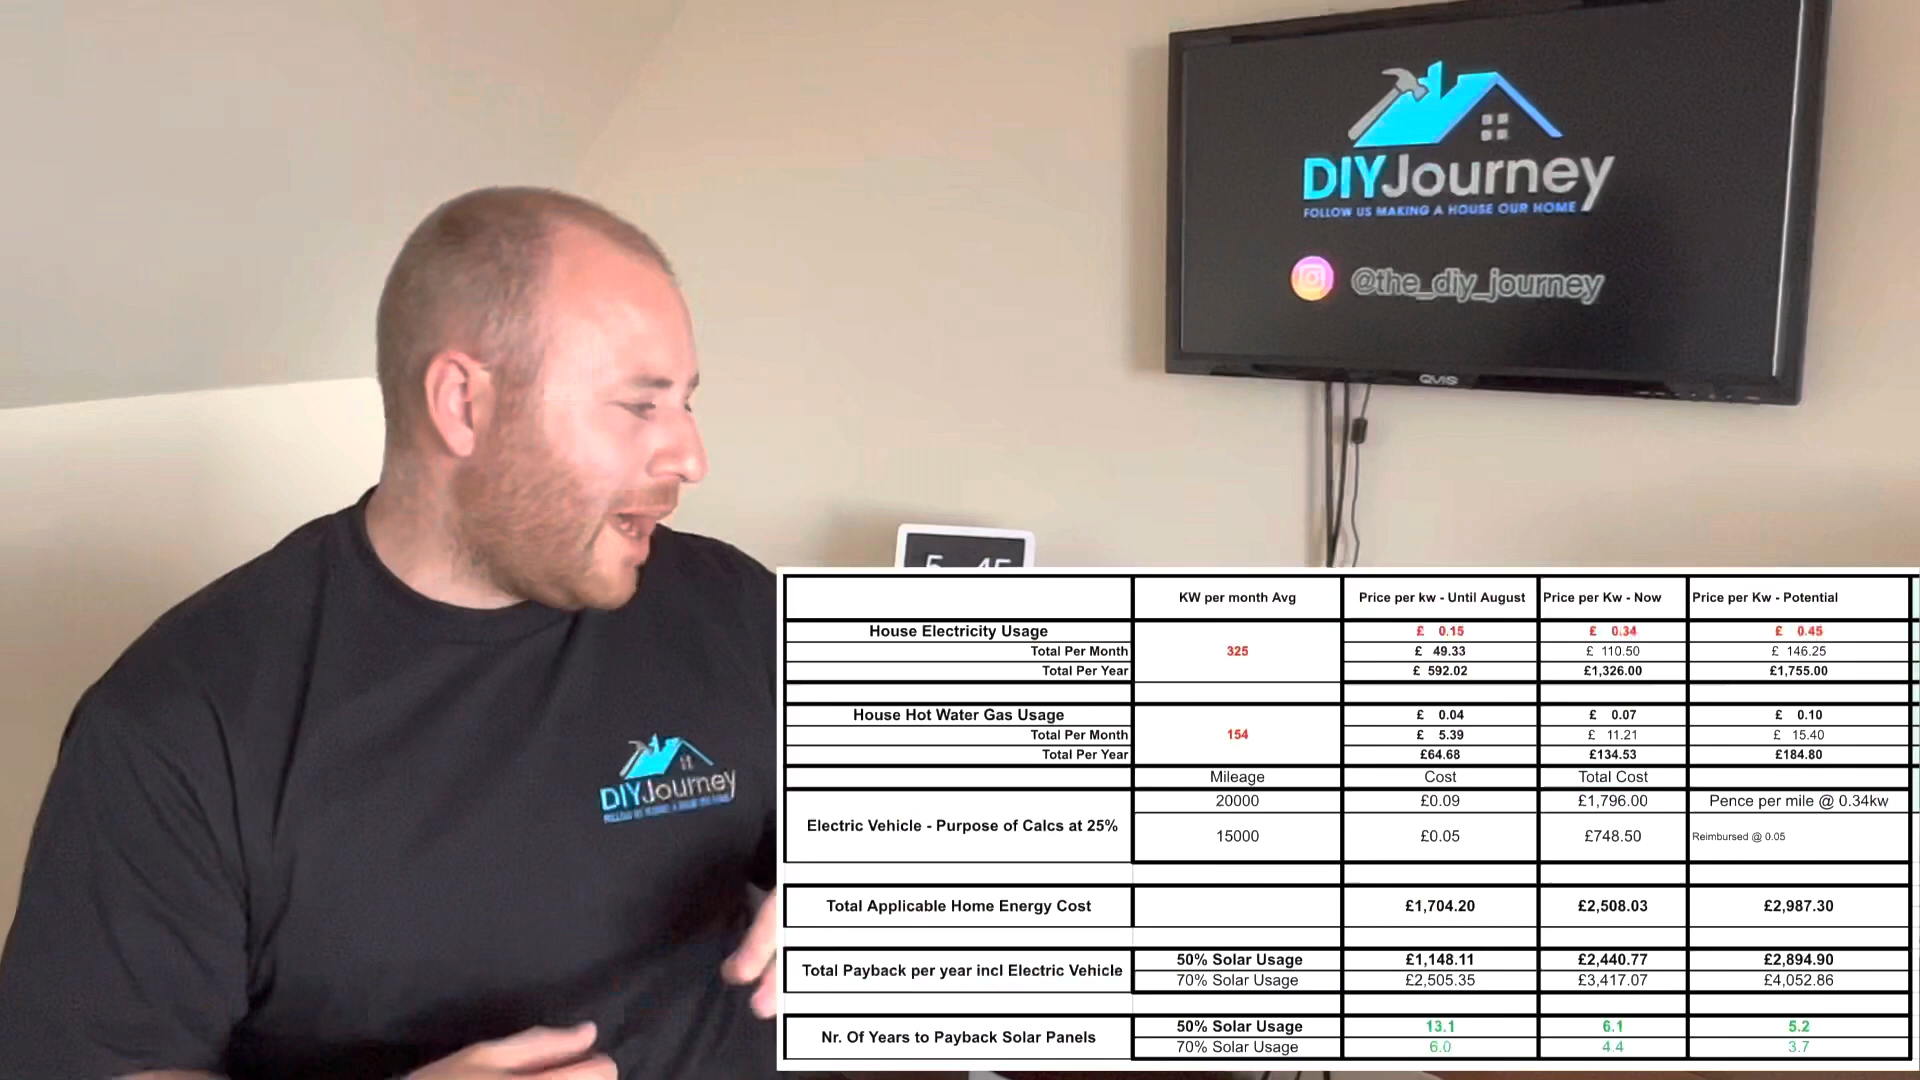 DIYJourney
FOLLOW US MAKING A HOUSE OUR HOME
@the_diy_journey
QVIS
5 45
DIYJourney
KW per month Avg Price per kw - Until August Price per Kw - Now Price per Kw - Potential
House Electricity Usage £ 0.15 £ 0.34 £ 0.45
Total Per Month 325 £ 49.33 £ 110.50 £ 146.25
Total Per Year £ 592.02 £1,326.00 £1,755.00
House Hot Water Gas Usage £ 0.04 £ 0.07 £ 0.10
Total Per Month 154 £ 5.39 £ 11.21 £ 15.40
Total Per Year £64.68 £134.53 £184.80
Mileage Cost Total Cost
20000 £0.09 £1,796.00 Pence per mile @ 0.34kw
Electric Vehicle - Purpose of Calcs at 25%
15000 £0.05 £748.50 Reimbursed @ 0.05
Total Applicable Home Energy Cost £1,704.20 £2,508.03 £2,987.30
Total Payback per year incl Electric Vehicle
50% Solar Usage £1,148.11 £2,440.77 £2,894.90
70% Solar Usage £2,505.35 £3,417.07 £4,052.86
Nr. Of Years to Payback Solar Panels
50% Solar Usage 13.1 6.1 5.2
70% Solar Usage 6.0 4.4 3.7